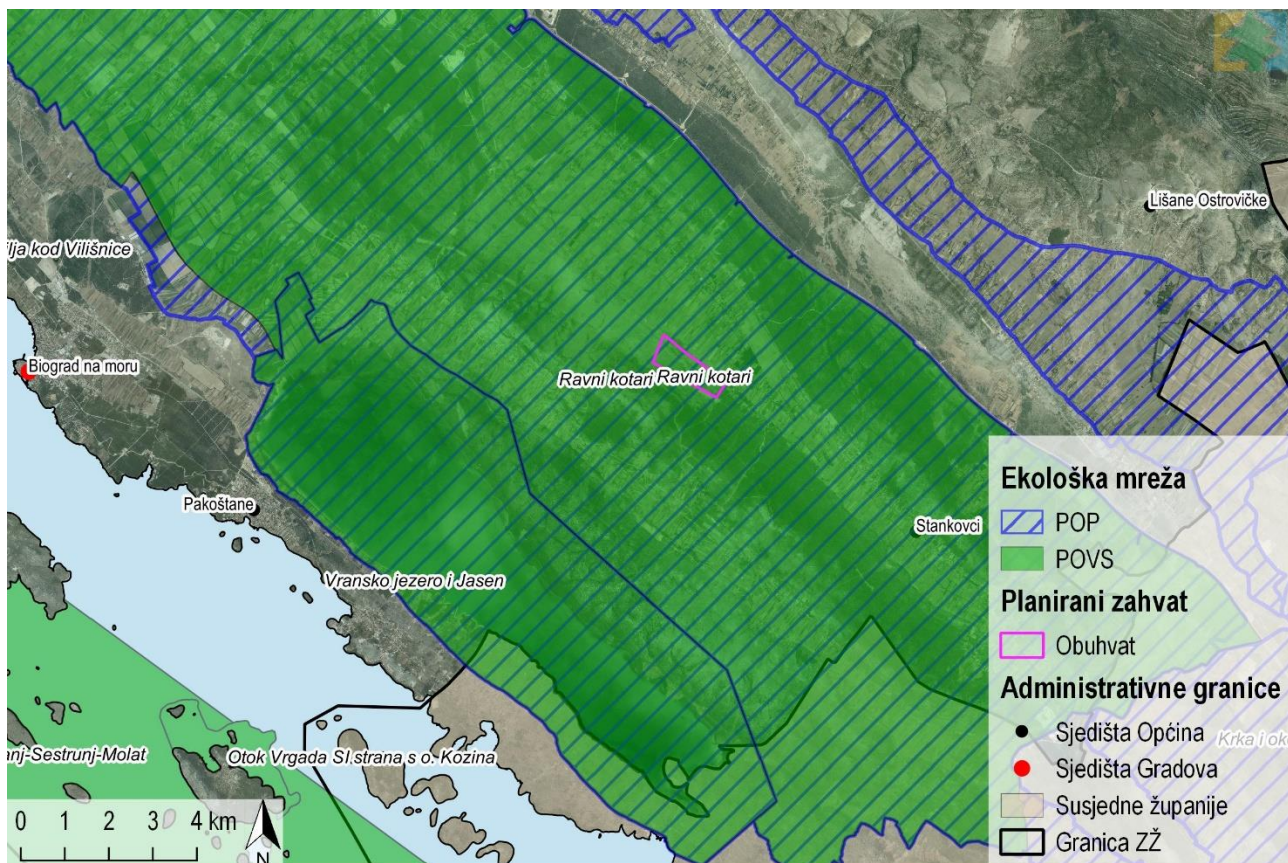 Lišane Ostrovičke
ilja kod Vilišnice
Biograd na moru
Ravni kotari
Ravni kotari
Pakoštane
Stankovci
Vransko jezero i Jasen
anj-Sestrunj-Molat
Otok Vrgada SI strana s o. Kozina
Krka i ok
0 1 2 3 4 km
N
Ekološka mreža
POP
POVS
Planirani zahvat
Obuhvat
Administrativne granice
Sjedišta Općina
Sjedišta Gradova
Susjedne županije
Granica ZŽ